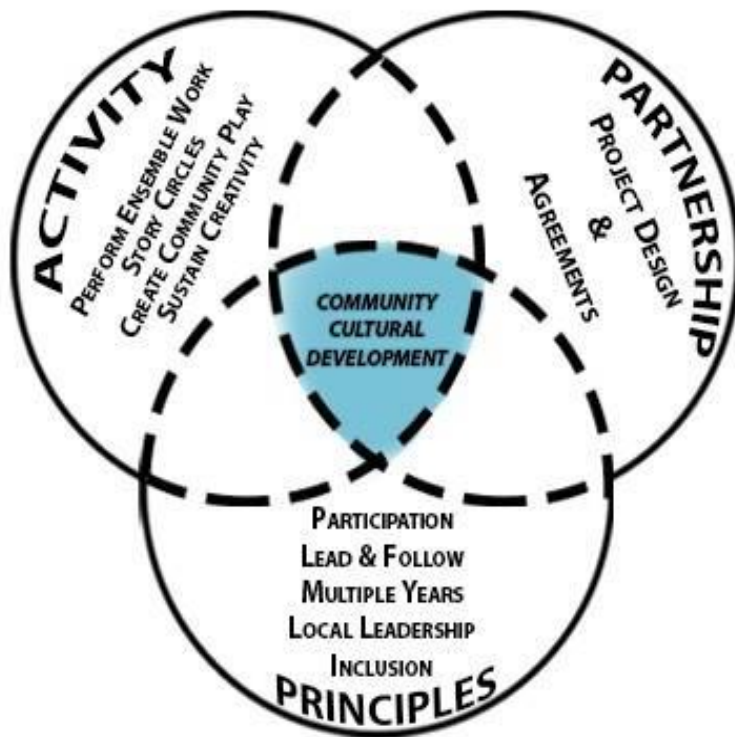 ACTIVITY
PERFORM ENSEMBLE WORK
STORY CIRCLES
CREATE COMMUNITY PLAY
SUSTAIN CREATIVITY
PARTNERSHIP
PROJECT DESIGN
&
AGREEMENTS
COMMUNITY
CULTURAL
DEVELOPMENT
PARTICIPATION
LEAD & FOLLOW
MULTIPLE YEARS
LOCAL LEADERSHIP
INCLUSION
PRINCIPLES